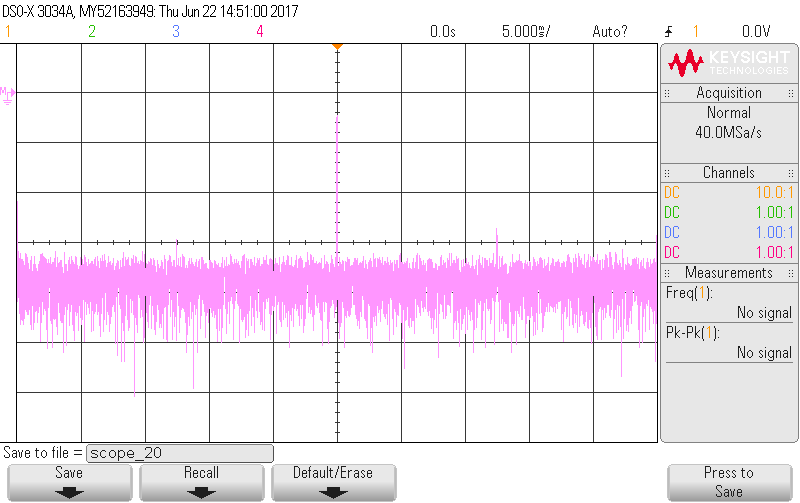 DSO-X 3034A, MY52163949: Thu Jun 22 14:51:00 2017
1 2 3 4 0.0s 5.000s/ Auto? 1 0.0V
M
KEYSIGHT
TECHNOLOGIES
Acquisition
Normal
40.0MSa/s
Channels
DC 10.0:1
DC 1.00:1
DC 1.00:1
DC 1.00:1
Measurements
Freq(1):
No signal
Pk-Pk(1):
No signal
Save to file = scope_20
Save
Recall
Default/Erase
Press to
Save